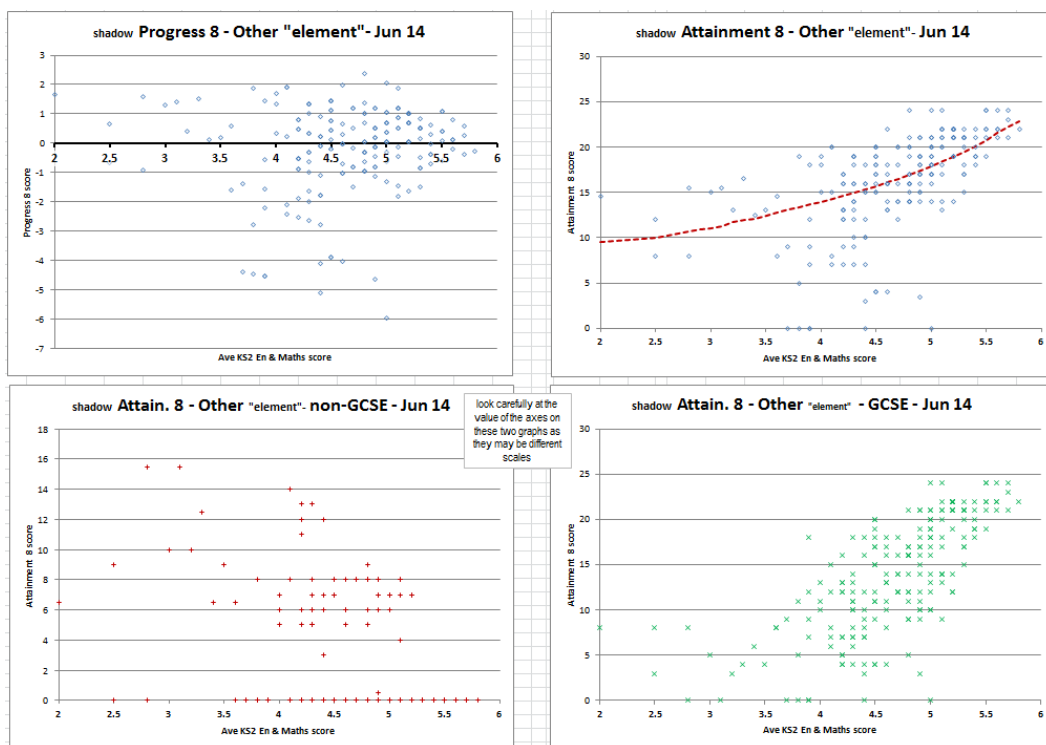 shadow Progress 8 - Other "element"- Jun 14
3
2
1
0
-1
-2
-3
-4
-5
-6
-7
2 2.5 3 3.5 4 4.5 5 5.5 6
Progress 8 score
Ave KS2 En & Maths score
shadow Attainment 8 - Other "element"- Jun 14
30
25
20
15
10
5
0
2 2.5 3 3.5 4 4.5 5 5.5 6
Attainment 8 score
Ave KS2 En & Maths score
shadow Attain. 8 - Other "element"- non-GCSE - Jun 14
18
16
14
12
10
8
6
4
2
0
2 2.5 3 3.5 4 4.5 5 5.5 6
Attainment 8 score
Ave KS2 En & Maths score
look carefully at the
value of the axes on
these two graphs as
they may be different
scales
shadow Attain. 8 - Other "element" - GCSE - Jun 14
30
25
20
15
10
5
0
2 2.5 3 3.5 4 4.5 5 5.5 6
Attainment 8 score
Ave KS2 En & Maths score